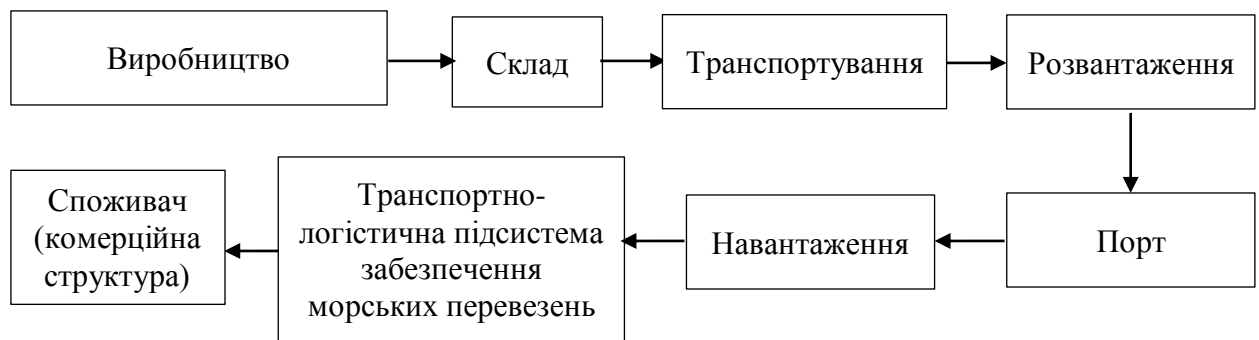 Виробництво
Склад
Транспортування
Розвантаження
Порт
Навантаження
Транспортно-
логістична підсистема
забезпечення
морських перевезень
Споживач
(комерційна
структура)